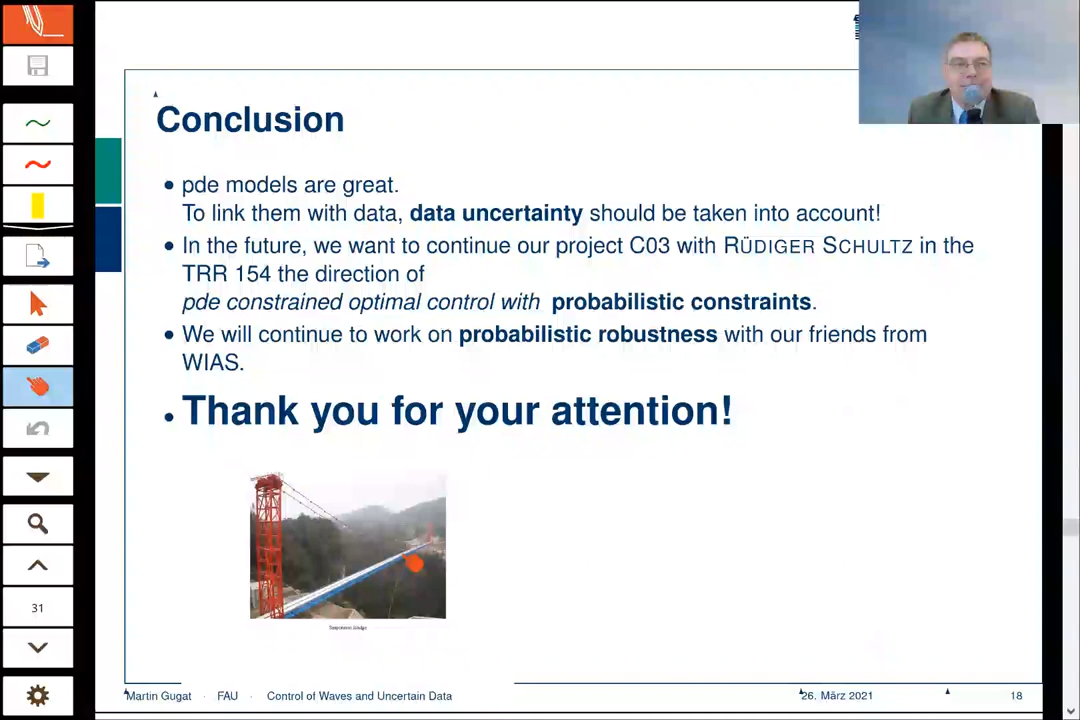 Conclusion
• pde models are great.
To link them with data, data uncertainty should be taken into account!
• In the future, we want to continue our project C03 with RÜDIGER SCHULTZ in the
TRR 154 the direction of
pde constrained optimal control with probabilistic constraints.
• We will continue to work on probabilistic robustness with our friends from
WIAS.
• Thank you for your attention!
Suspension bridge
31
Martin Gugat · FAU · Control of Waves and Uncertain Data
26. März 2021
18